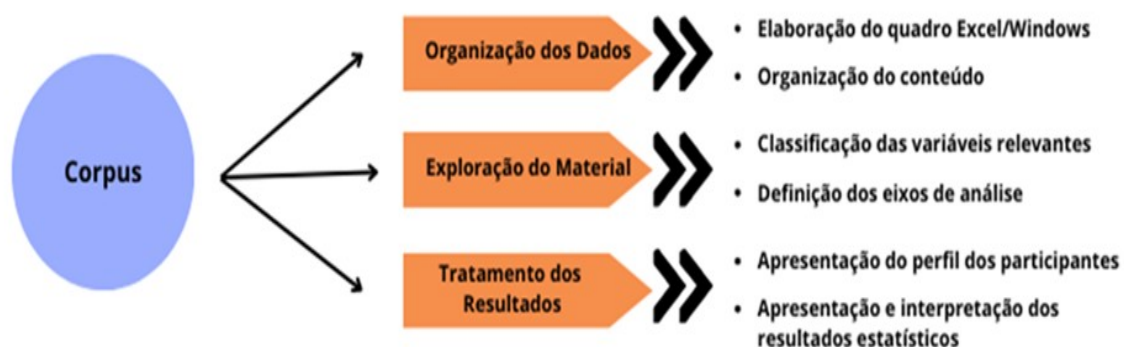 Corpus
Organização dos Dados
• Elaboração do quadro Excel/Windows
• Organização do conteúdo
Exploração do Material
• Classificação das variáveis relevantes
• Definição dos eixos de análise
Tratamento dos
Resultados
• Apresentação do perfil dos participantes
• Apresentação e interpretação dos
resultados estatísticos